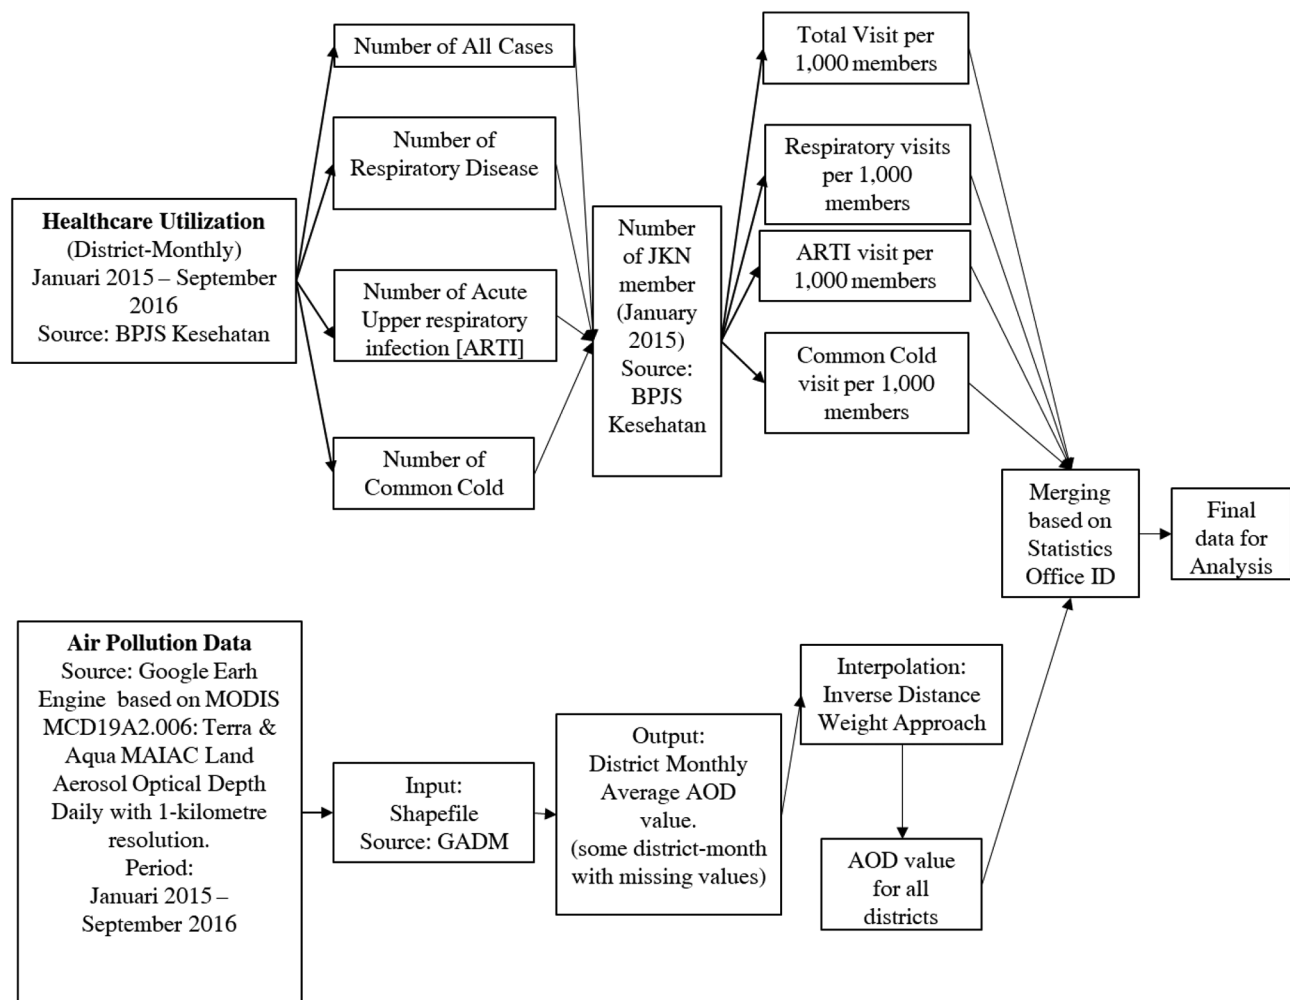 Healthcare Utilization
(District-Monthly)
Januari 2015 – September
2016
Source: BPJS Kesehatan
Number of All Cases
Number of
Respiratory Disease
Number of Acute
Upper respiratory
infection [ARTI]
Number of
Common Cold
Number
of JKN
member
(January
2015)
Source:
BPJS
Kesehatan
Total Visit per
1,000 members
Respiratory visits
per 1,000
members
ARTI visit per
1,000 members
Common Cold
visit per 1,000
members
Merging
based on
Statistics
Office ID
Final
data for
Analysis
Air Pollution Data
Source: Google Earh
Engine based on MODIS
MCD19A2.006: Terra &
Aqua MAIAC Land
Aerosol Optical Depth
Daily with 1-kilometre
resolution.
Period:
Januari 2015 –
September 2016
Input:
Shapefile
Source: GADM
Output:
District Monthly
Average AOD
value.
(some district-month
with missing values)
Interpolation:
Inverse Distance
Weight Approach
AOD value
for all
districts